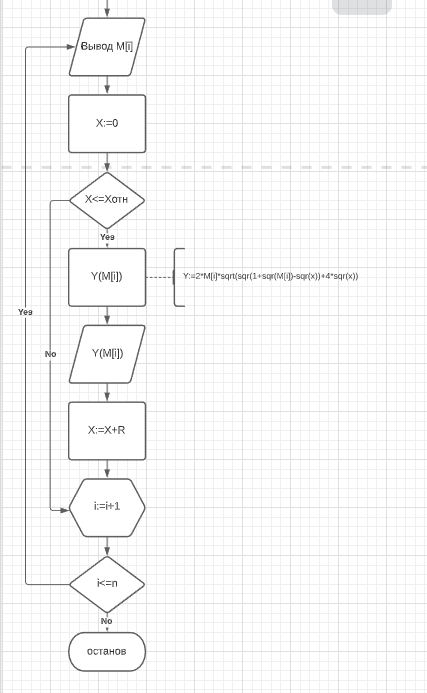 Вывод M[i]
X:=0
X<=Xотн
Yes
Y(M[i])
Y:=2*M[i]*sqrt(sqr(1+sqr(M[i])-sqr(x))+4*sqr(x))
Yes
Y(M[i])
No
X:=X+R
i:=i+1
i<=n
No
останов